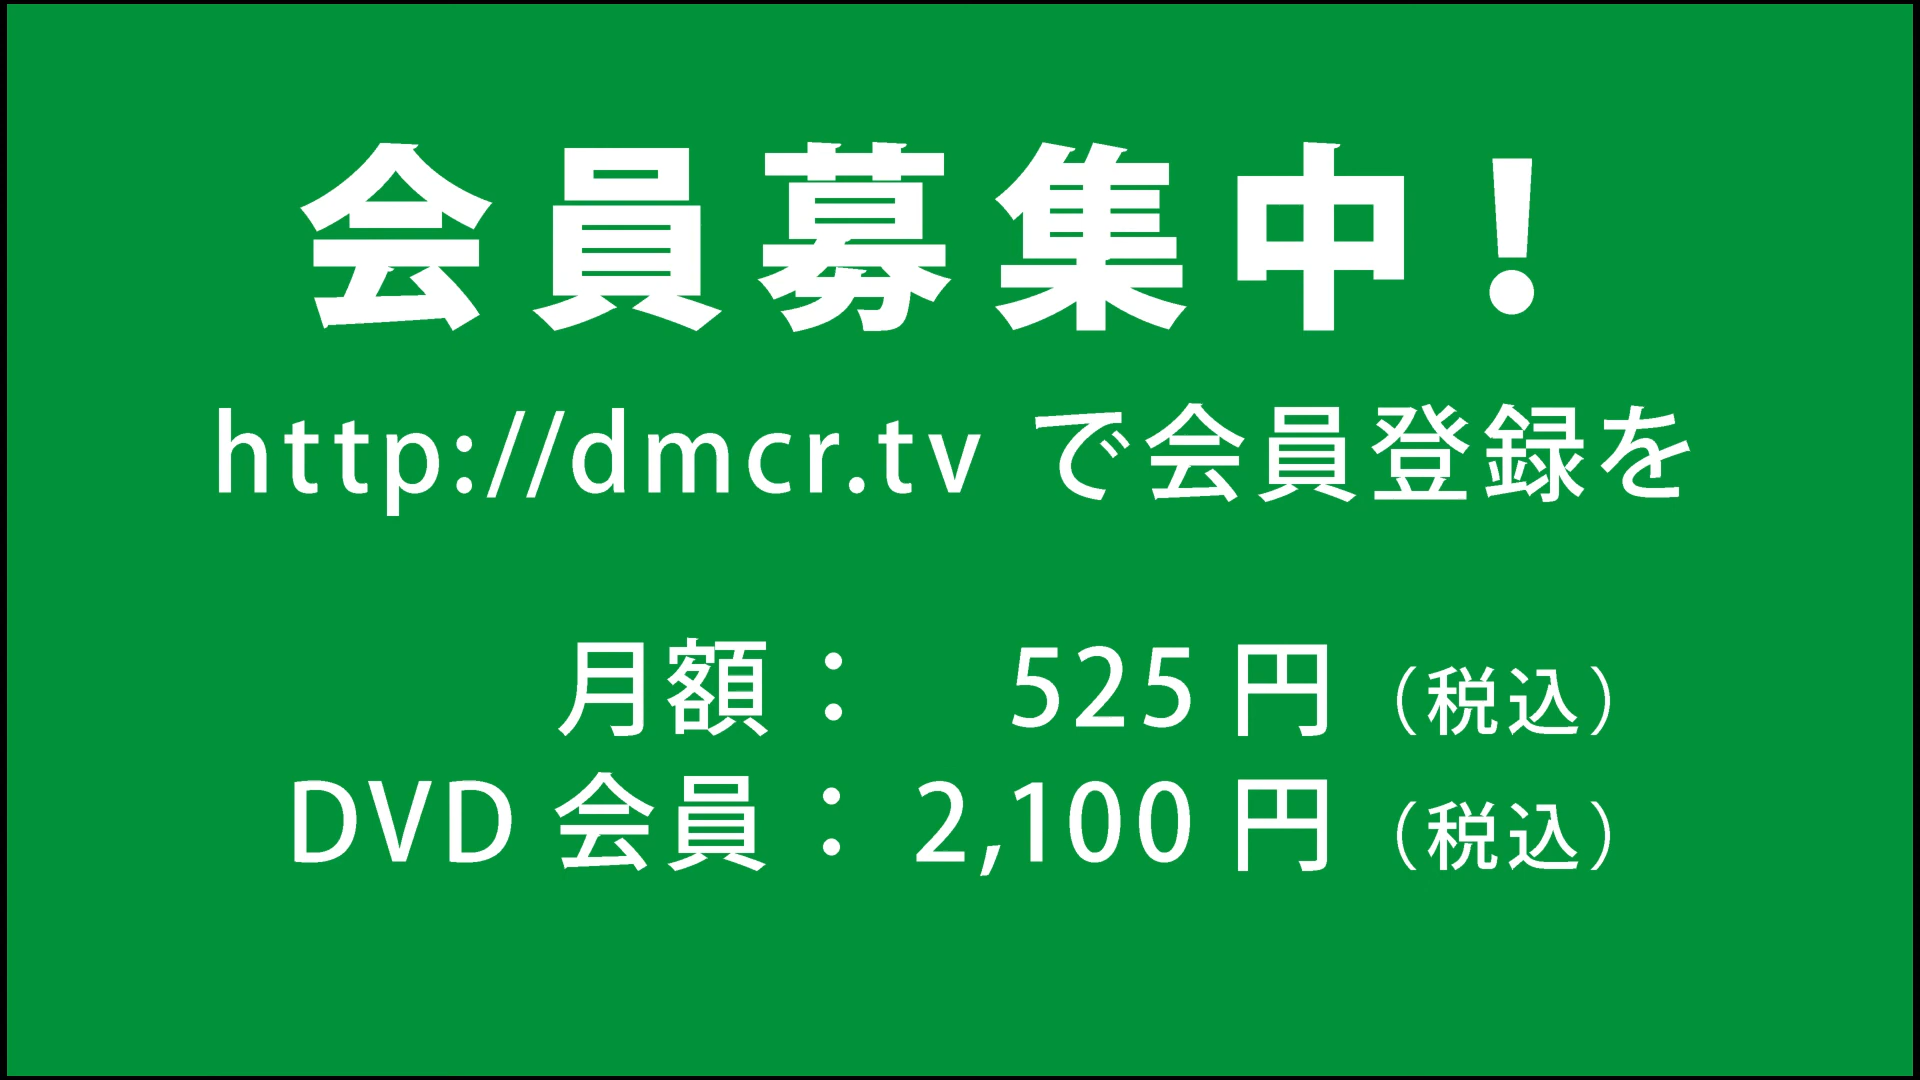 会員募集中！
http://dmcr.tv で会員登録を
月額： 525 円（税込）
DVD 会員： 2,100 円（税込）